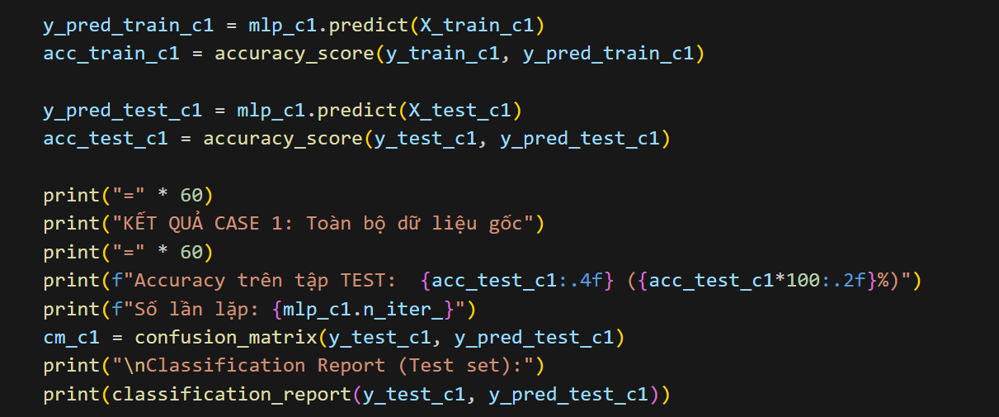 y_pred_train_c1 = mlp_c1.predict(X_train_c1)
acc_train_c1 = accuracy_score(y_train_c1, y_pred_train_c1)
y_pred_test_c1 = mlp_c1.predict(X_test_c1)
acc_test_c1 = accuracy_score(y_test_c1, y_pred_test_c1)
print("=" * 60)
print("KẾT QUẢ CASE 1: Toàn bộ dữ liệu gốc")
print("=" * 60)
print(f"Accuracy trên tập TEST:  {acc_test_c1:.4f} ({acc_test_c1*100:.2f}%)")
print(f"Số lần lặp: {mlp_c1.n_iter_}")
cm_c1 = confusion_matrix(y_test_c1, y_pred_test_c1)
print("\nClassification Report (Test set):")
print(classification_report(y_test_c1, y_pred_test_c1))